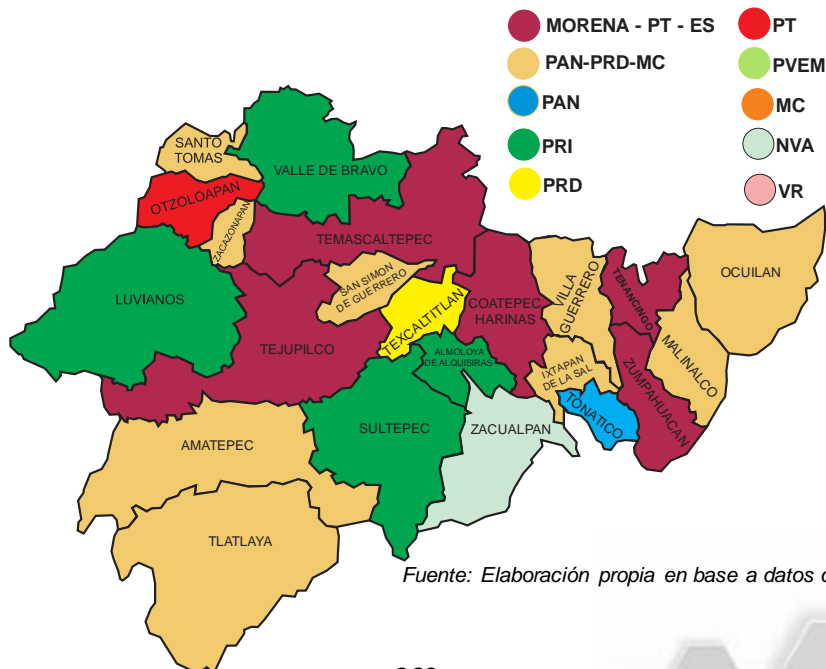 MORENA - PT - ES
PT
PAN-PRD-MC
PVEM
PAN
MC
PRI
NVA
PRD
VR
SANTO
TOMAS
VALLE DE BRAVO
OTZOLOAPAN
ZACAZONAPAN
TEMASCALTEPEC
LUVIANOS
SAN SIMON
DE GUERRERO
TEXCALTITLAN
COATEPEC
HARINAS
VILLA
GUERRERO
TENANCINGO
OCUILAN
MALINALCO
TEJUPILCO
ALMOLOYA
DE ALQUISIRAS
IXTAPAN
DE LA SAL
ZUMPAHUACAN
TONATICO
AMATEPEC
SULTEPEC
ZACUALPAN
TLATLAYA
Fuente: Elaboración propia en base a datos